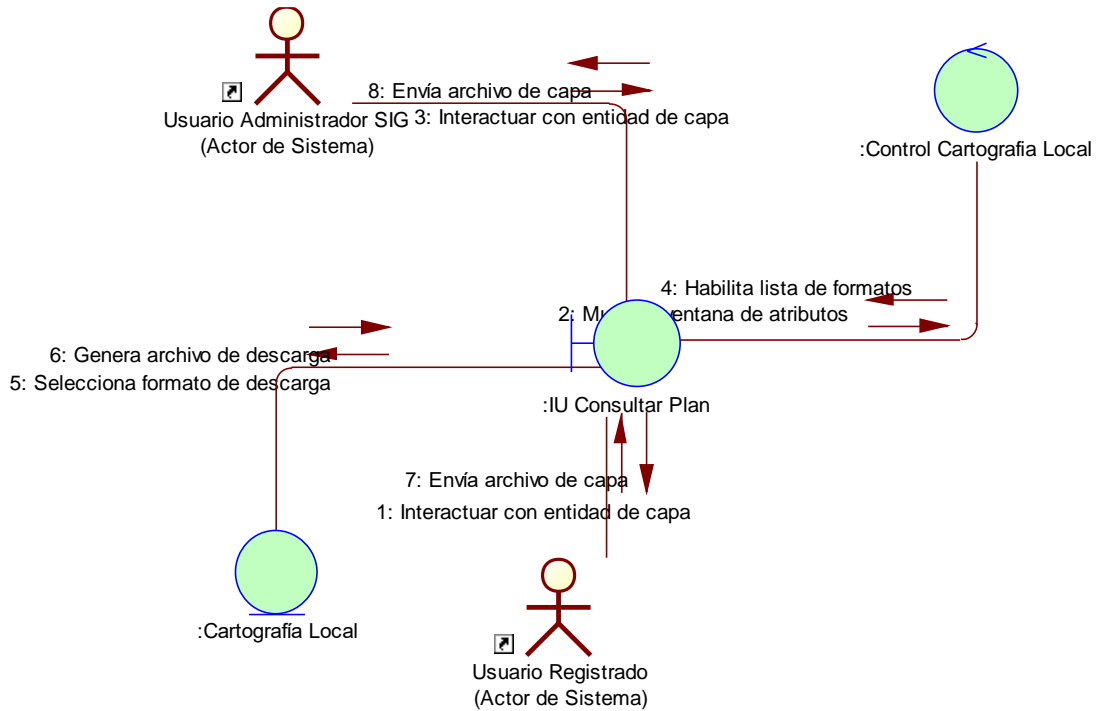 8: Envía archivo de capa
Usuario Administrador SIG
3: Interactuar con entidad de capa
(Actor de Sistema)
:Control Cartografia Local
4: Habilita lista de formatos
2: Mu entana de atributos
6: Genera archivo de descarga
5: Selecciona formato de descarga
:IU Consultar Plan
7: Envía archivo de capa
1: Interactuar con entidad de capa
:Cartografía Local
Usuario Registrado
(Actor de Sistema)